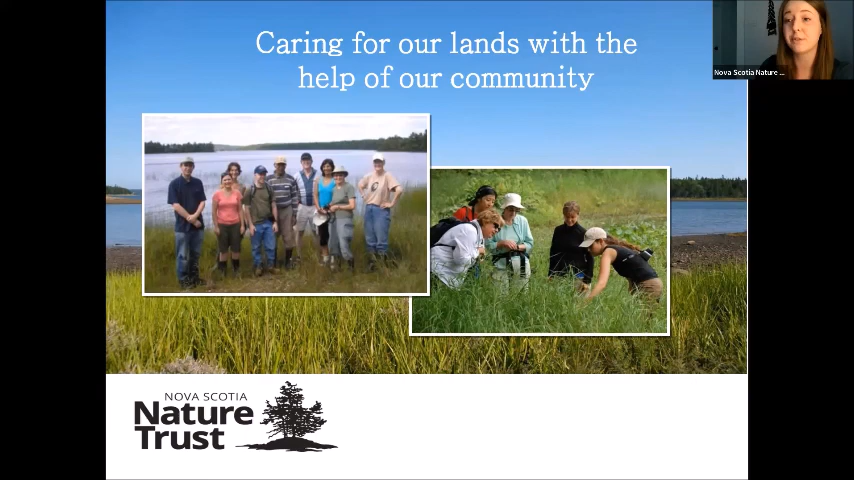 Caring for our lands with the
help of our community
Nova Scotia Nature ...
NOVA SCOTIA
Nature
Trust